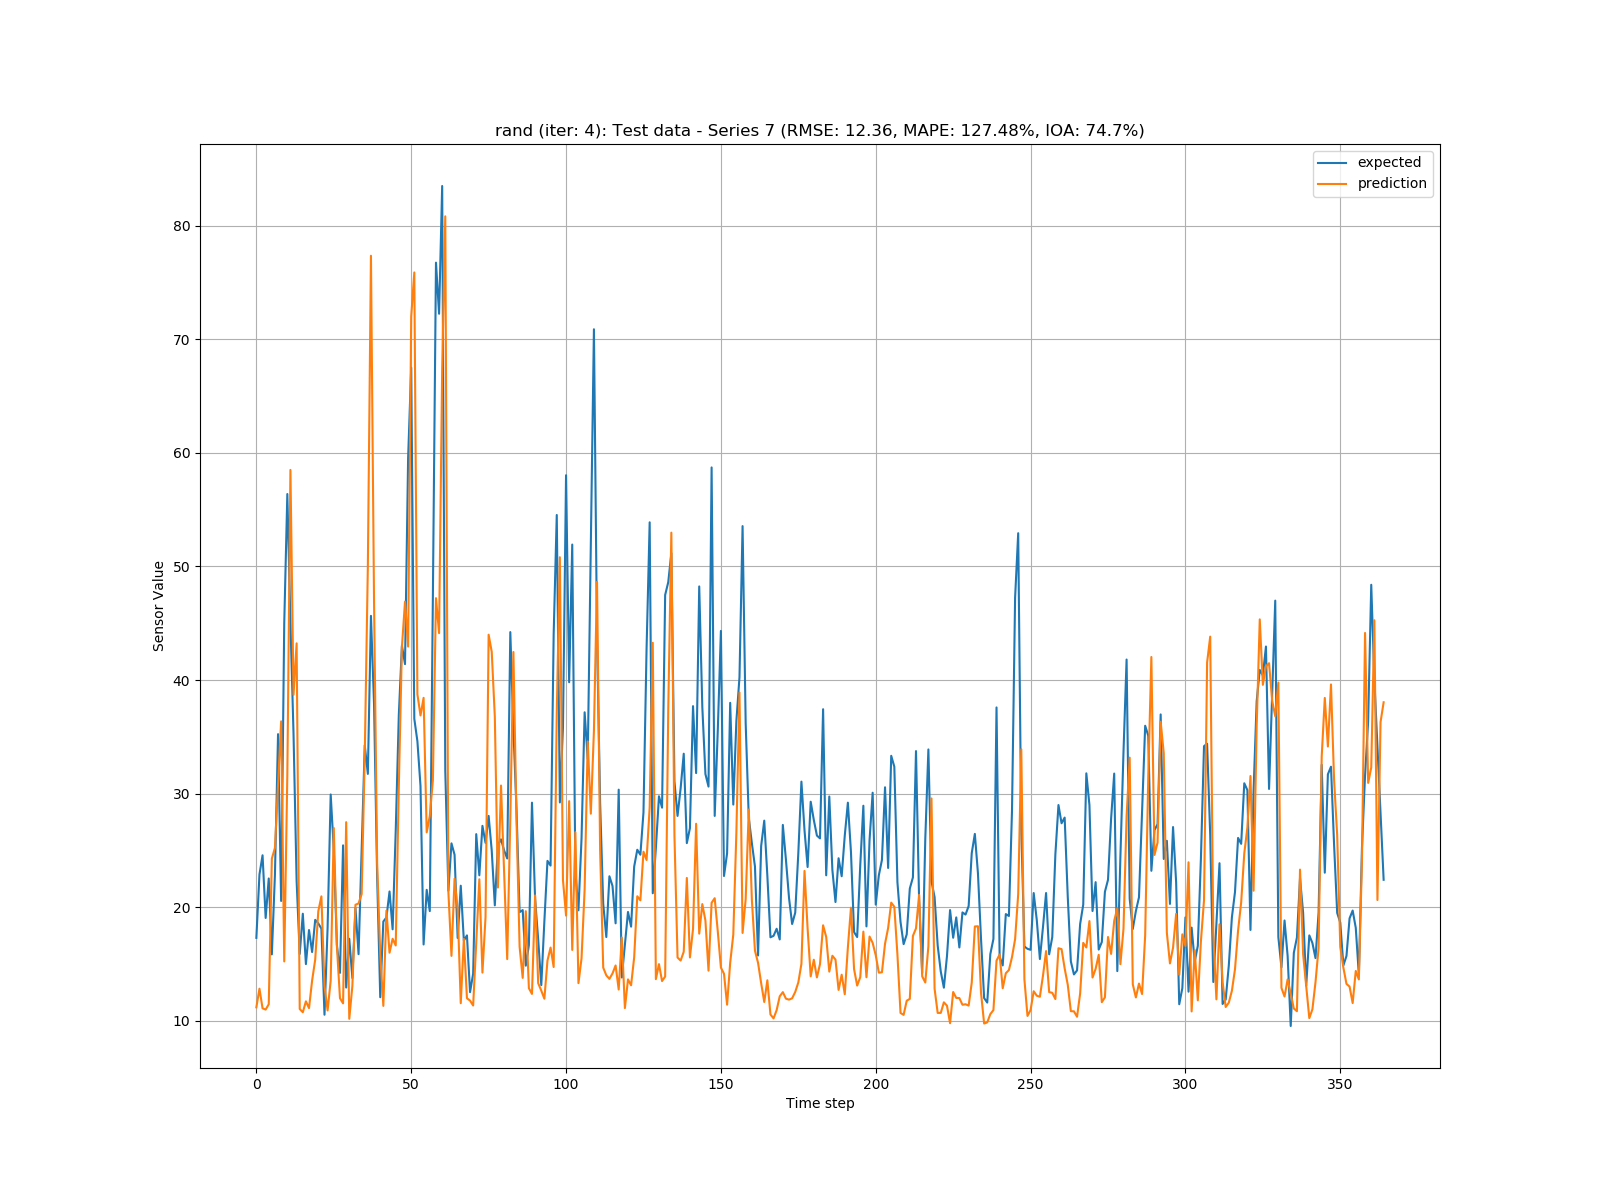 rand (iter: 4): Test data - Series 7 (RMSE: 12.36, MAPE: 127.48%, IOA: 74.7%)
expected
prediction
80
70
60
50
40
30
20
10
Sensor Value
0 50 100 150 200 250 300 350
Time step